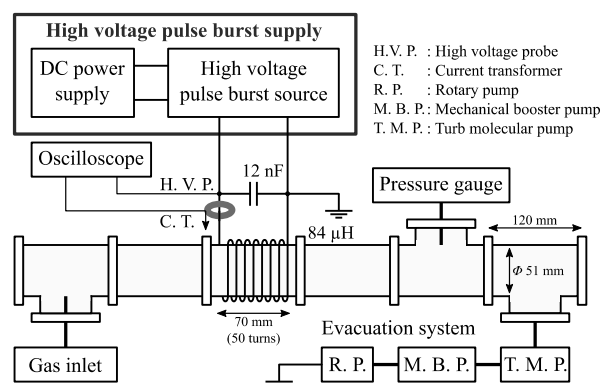 High voltage pulse burst supply
DC power
supply
High voltage
pulse burst source
H.V. P. : High voltage probe
C. T. : Current transformer
R. P. : Rotary pump
M. B. P. : Mechanical booster pump
T. M. P. : Turb molecular pump
Oscilloscope
H. V. P.
12 nF
C. T.
Pressure gauge
84 µH
120 mm
Φ 51 mm
70 mm
(50 turns)
Gas inlet
Evacuation system
R. P.
M. B. P.
T. M. P.